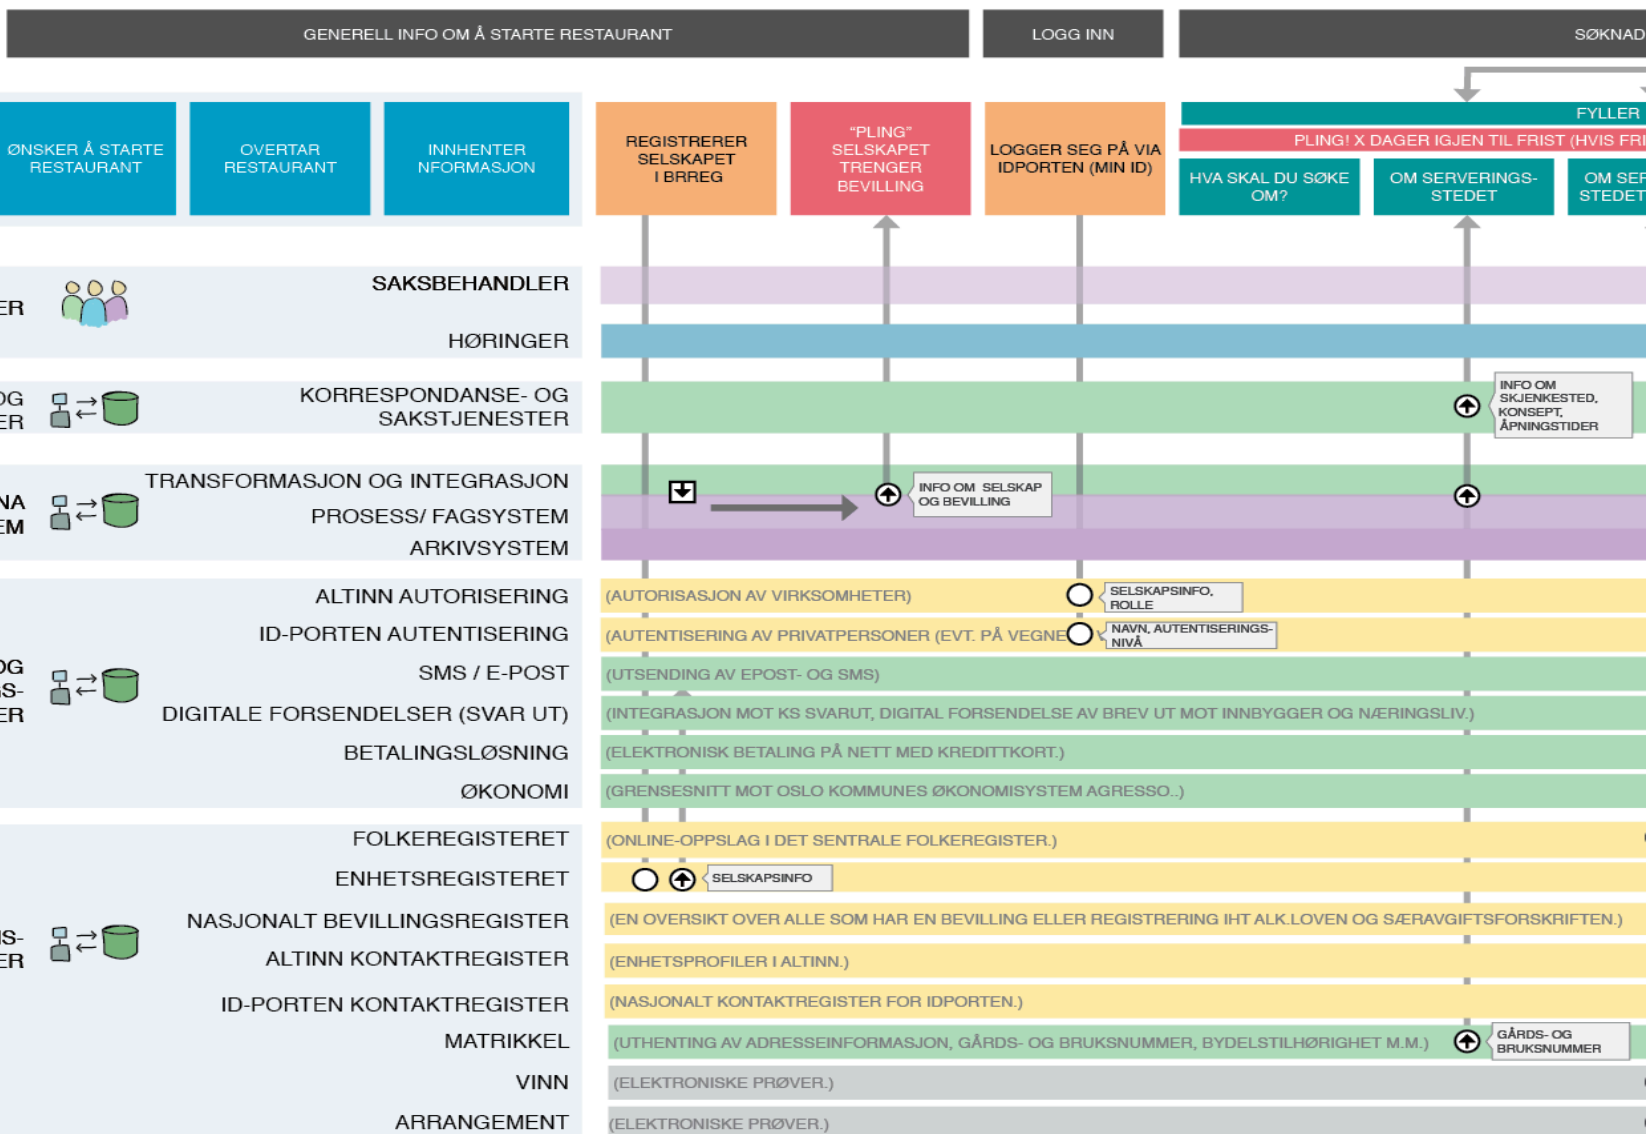 GENERELL INFO OM Å STARTE RESTAURANT
LOGG INN
SØKNAD
ØNSKER Å STARTE
RESTAURANT
OVERTAR
RESTAURANT
INNHENTER
NFORMASJON
REGISTRERER
SELSKAPET
I BRREG
"PLING"
SELSKAPET
TRENGER
BEVILLING
LOGGER SEG PÅ VIA
IDPORTEN (MIN ID)
FYLLER
PLING! X DAGER IGJEN TIL FRIST (HVIS FRI
HVA SKAL DU SØKE
OM?
OM SERVERINGS-
STEDET
OM SER
STEDET
ER
SAKSBEHANDLER
HØRINGER
OG
ER
KORRESPONDANSE- OG
SAKSTJENESTER
INFO OM
SKJENKESTED,
KONSEPT,
ÅPNINGSTIDER
NA
EM
TRANSFORMASJON OG INTEGRASJON
PROSESS/ FAGSYSTEM
ARKIVSYSTEM
INFO OM SELSKAP
OG BEVILLING
OG
GS-
ER
ALTINN AUTORISERING
(AUTORISASJON AV VIRKSOMHETER)
SELSKAPSINFO,
ROLLE
ID-PORTEN AUTENTISERING
(AUTENTISERING AV PRIVATPERSONER (EVT. PÅ VEGNE
NAVN, AUTENTISERINGS-
NIVÅ
SMS / E-POST
(UTSENDING AV EPOST- OG SMS)
DIGITALE FORSENDELSER (SVAR UT)
(INTEGRASJON MOT KS SVARUT, DIGITAL FORSENDELSE AV BREV UT MOT INNBYGGER OG NÆRINGSLIV.)
BETALINGSLØSNING
(ELEKTRONISK BETALING PÅ NETT MED KREDITTKORT.)
ØKONOMI
(GRENSESNITT MOT OSLO KOMMUNES ØKONOMISYSTEM AGRESSO..)
FOLKEREGISTERET
(ONLINE-OPPSLAG I DET SENTRALE FOLKEREGISTER.)
ENHETSREGISTERET
SELSKAPSINFO
NASJONALT BEVILLINGSREGISTER
(EN OVERSIKT OVER ALLE SOM HAR EN BEVILLING ELLER REGISTRERING IHT ALK.LOVEN OG SÆRAVGIFTSFORSKRIFTEN.)
S-
ER
ALTINN KONTAKTREGISTER
(ENHETSPROFILER I ALTINN.)
ID-PORTEN KONTAKTREGISTER
(NASJONALT KONTAKTREGISTER FOR IDPORTEN.)
MATRIKKEL
(UTHENTING AV ADRESSEINFORMASJON, GÅRDS- OG BRUKSNUMMER, BYDELSTILHØRIGHET M.M.)
GÅRDS- OG
BRUKSNUMMER
VINN
(ELEKTRONISKE PRØVER.)
ARRANGEMENT
(ELEKTRONISKE PRØVER.)